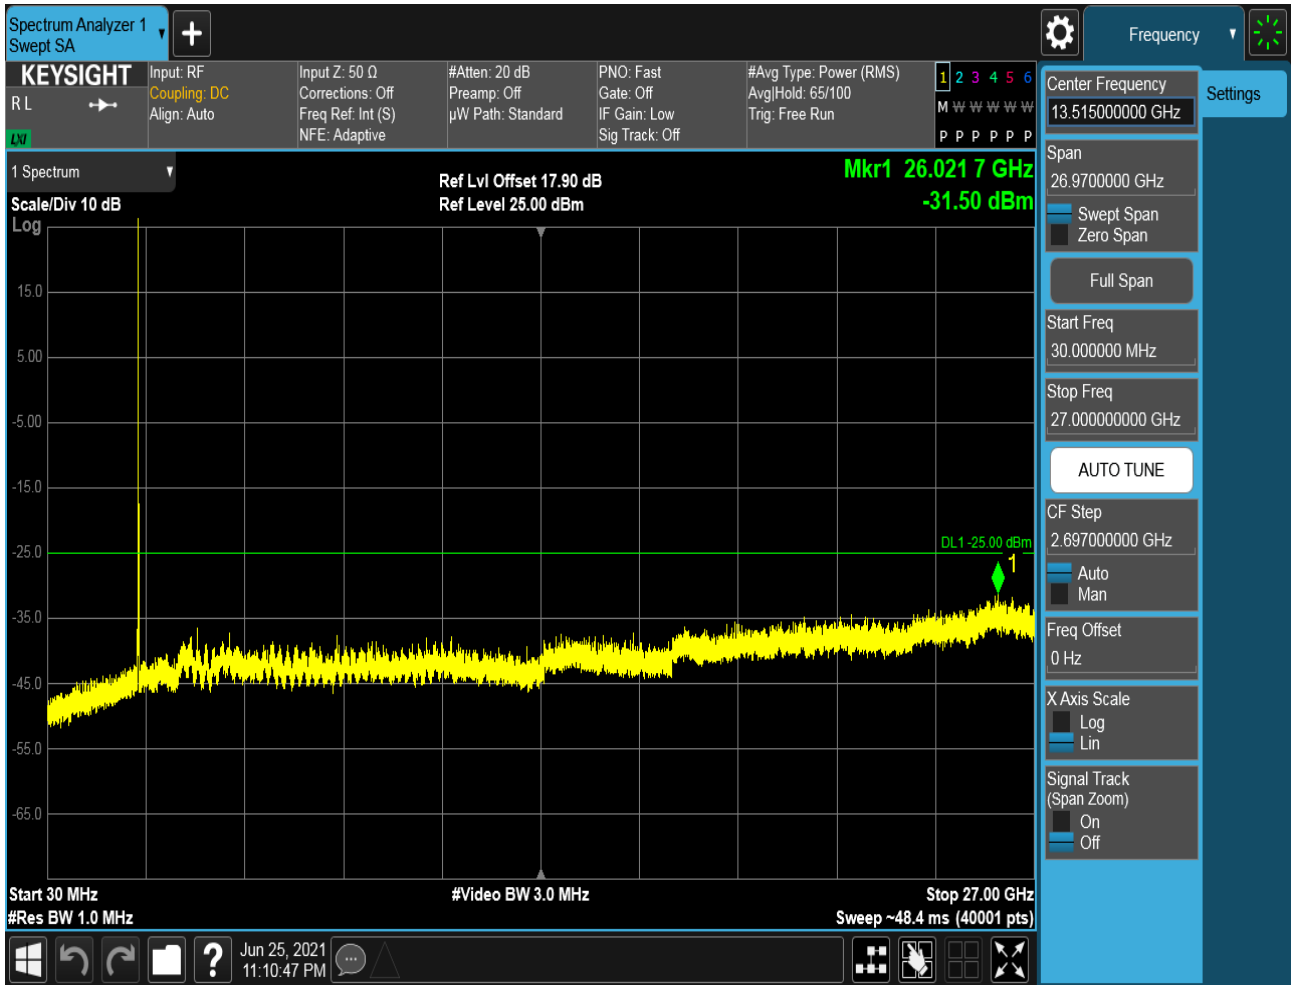 Spectrum Analyzer 1
Swept SA
Frequency
KEYSIGHT
R L
LXI
Input: RF
Coupling: DC
Align: Auto
Input Z: 50 Ω
Corrections: Off
Freq Ref: Int (S)
NFE: Adaptive
#Atten: 20 dB
Preamp: Off
µW Path: Standard
PNO: Fast
Gate: Off
IF Gain: Low
Sig Track: Off
#Avg Type: Power (RMS)
Avg|Hold: 65/100
Trig: Free Run
1 2 3 4 5 6
M W W W W W
P P P P P P
1 Spectrum
Scale/Div 10 dB
Log
Ref Lvl Offset 17.90 dB
Ref Level 25.00 dBm
Mkr1 26.021 7 GHz
-31.50 dBm
15.0
5.00
-5.00
-15.0
-25.0
-35.0
-45.0
-55.0
-65.0
DL1 -25.00 dBm
1
Start 30 MHz
#Res BW 1.0 MHz
#Video BW 3.0 MHz
Stop 27.00 GHz
Sweep ~48.4 ms (40001 pts)
Center Frequency
13.515000000 GHz
Settings
Span
26.9700000 GHz
Swept Span
Zero Span
Full Span
Start Freq
30.000000 MHz
Stop Freq
27.000000000 GHz
AUTO TUNE
CF Step
2.697000000 GHz
Auto
Man
Freq Offset
0 Hz
X Axis Scale
Log
Lin
Signal Track
(Span Zoom)
On
Off
?
Jun 25, 2021
11:10:47 PM